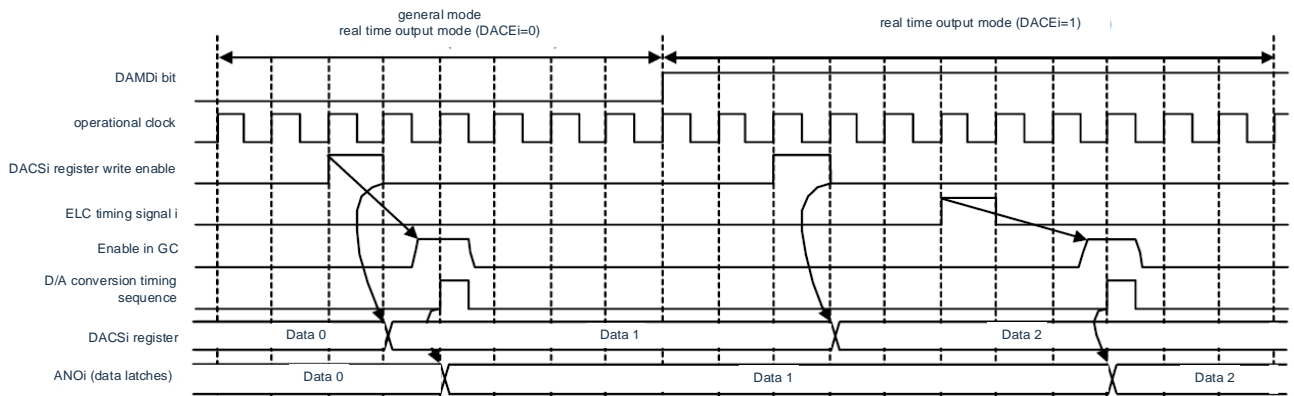 general mode
real time output mode (DACEi=0)
real time output mode (DACEi=1)
DAMDi bit
operational clock
DACSi register write enable
ELC timing signal i
Enable in GC
D/A conversion timing
sequence
DACSi register
Data 0
Data 1
Data 2
ANOi (data latches)
Data 0
Data 1
Data 2